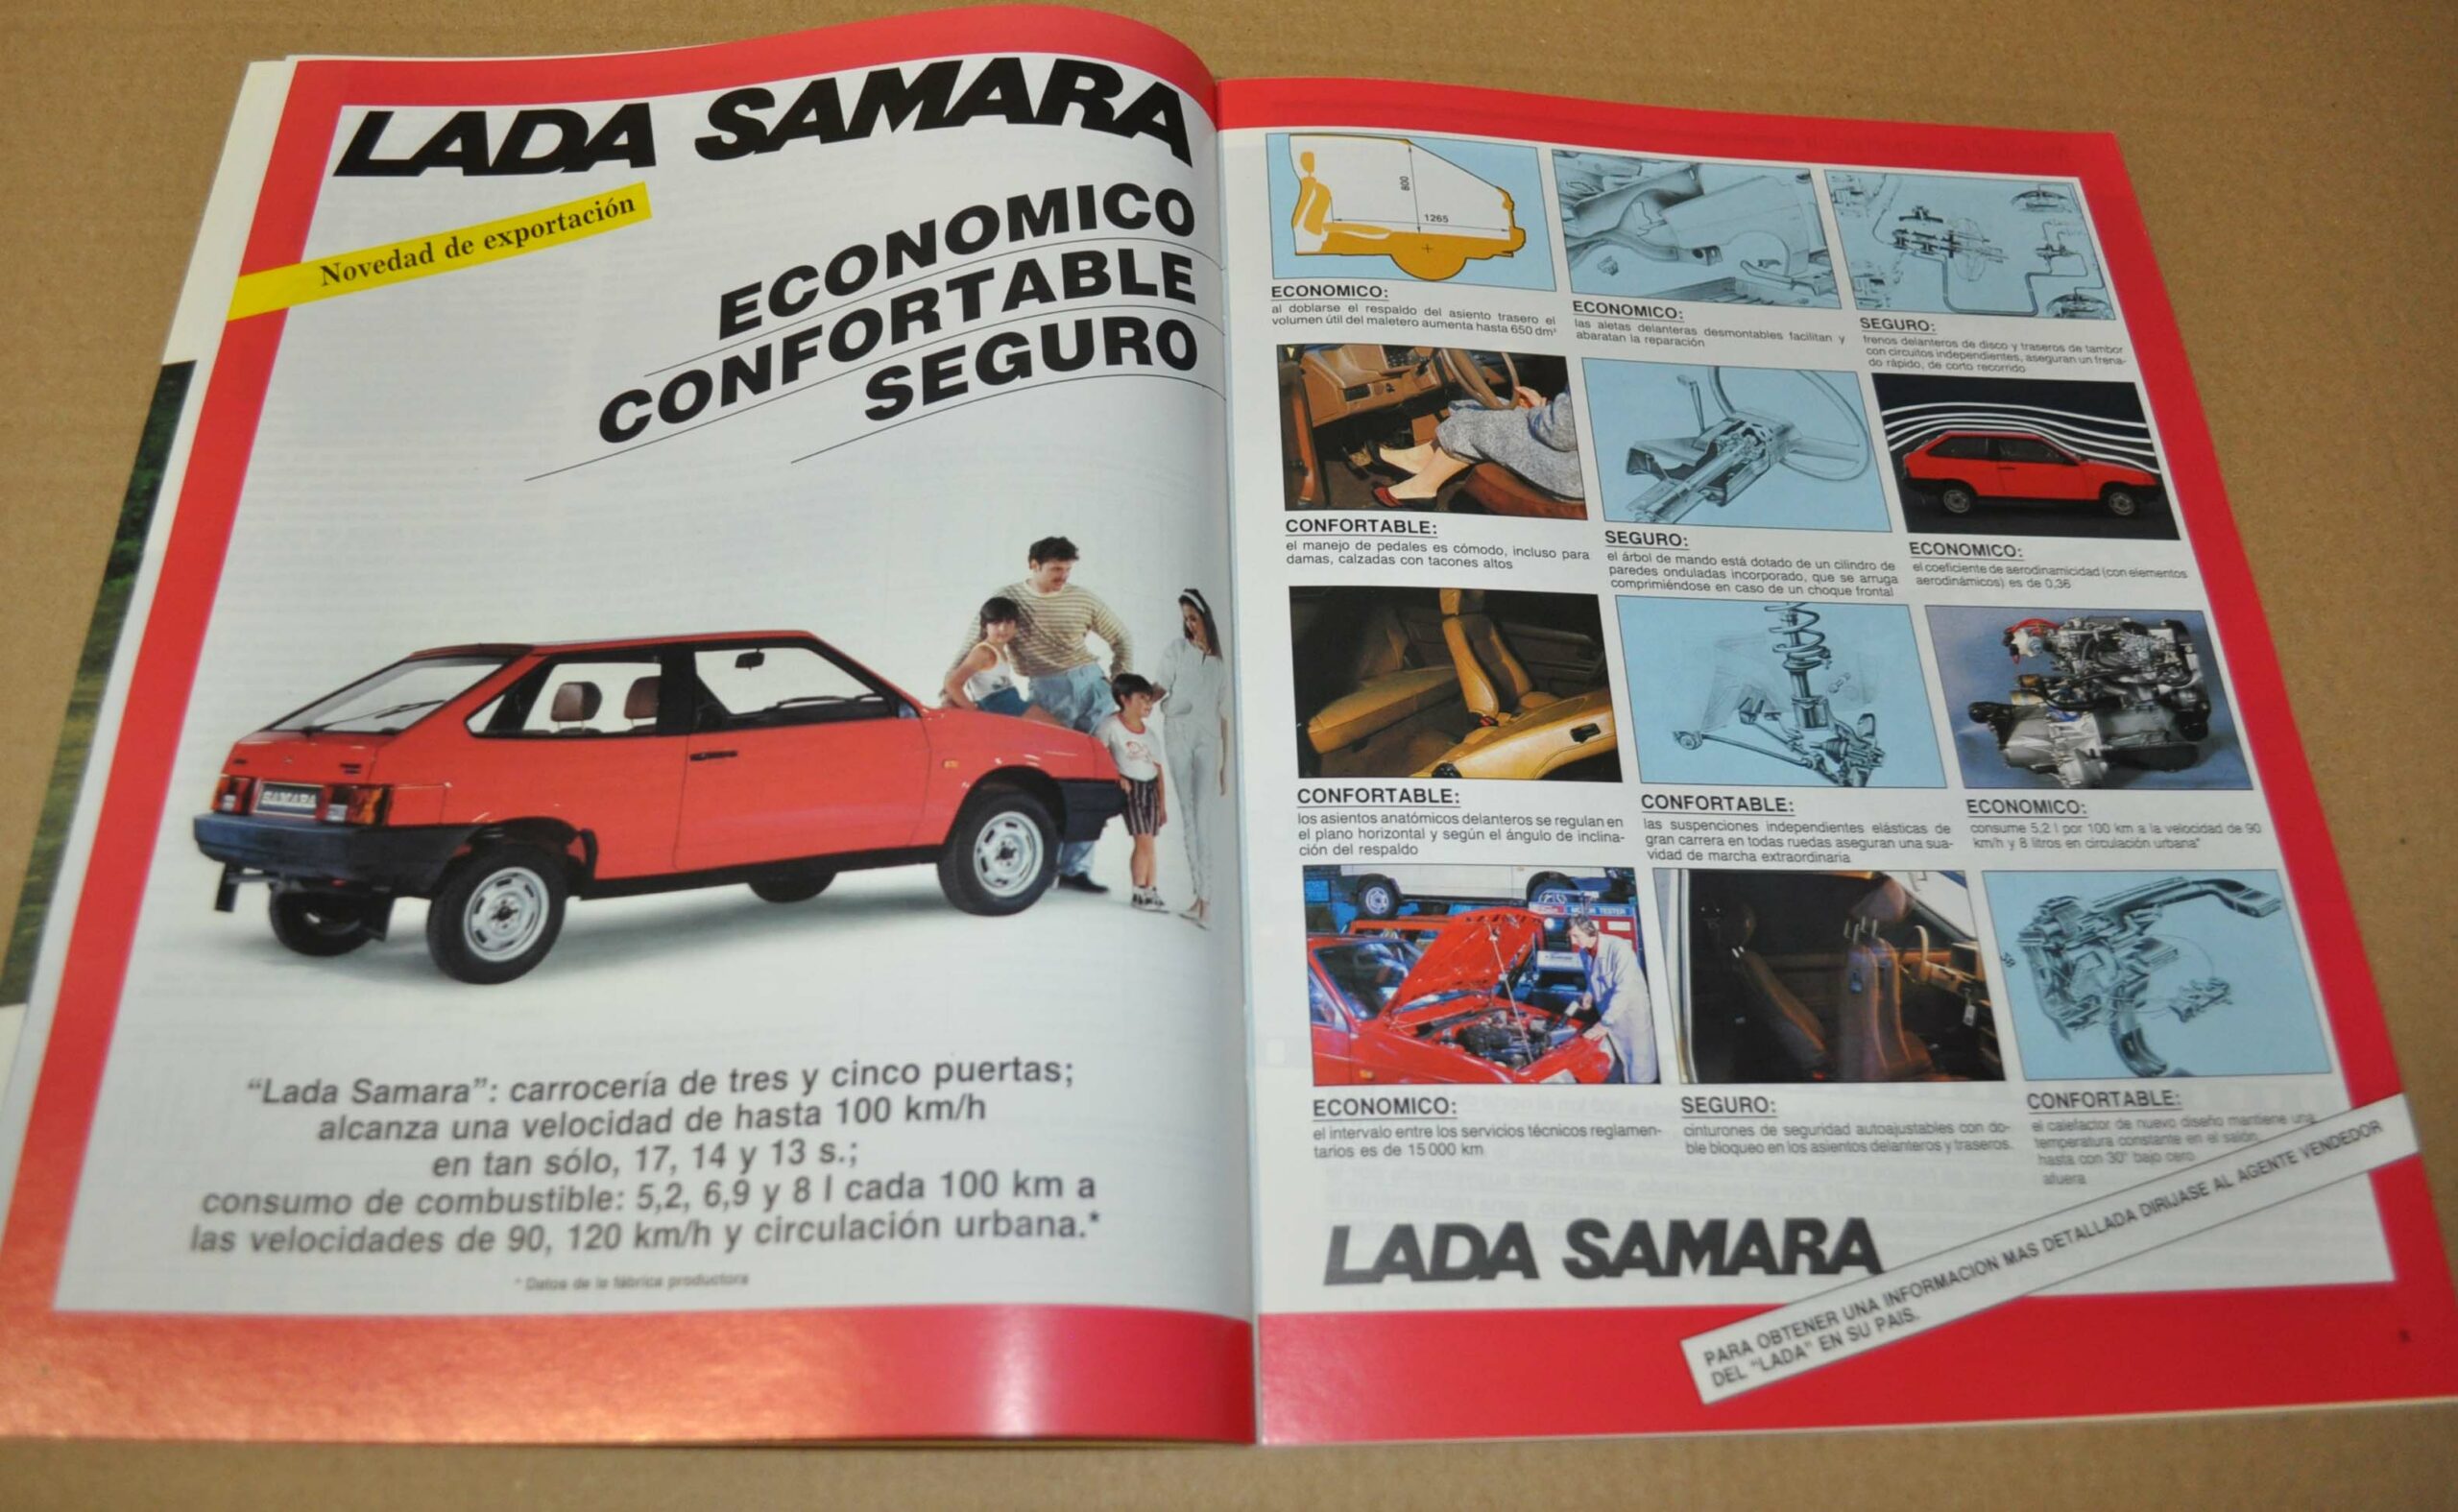 LADA SAMARA
Novedad de exportación
ECONOMICO
CONFORTABLE
SEGURO
SAMARA
“Lada Samara”: carrocería de tres y cinco puertas;
alcanza una velocidad de hasta 100 km/h
en tan sólo, 17, 14 y 13 s.;
consumo de combustible: 5,2, 6,9 y 8 l cada 100 km a
las velocidades de 90, 120 km/h y circulación urbana.*
* Datos de la fábrica productora
800
1265
ECONOMICO:
al doblarse el respaldo del asiento trasero el
volumen útil del maletero aumenta hasta 650 dm³
ECONOMICO:
las aletas delanteras desmontables facilitan y
abaratan la reparación
SEGURO:
frenos delanteros de disco y traseros de tambor
con circuitos independientes, aseguran un frena-
do rápido, de corto recorrido
CONFORTABLE:
el manejo de pedales es cómodo, incluso para
damas, calzadas con tacones altos
SEGURO:
el árbol de mando está dotado de un cilindro de
paredes onduladas incorporado, que se arruga
comprimiéndose en caso de un choque frontal
ECONOMICO:
el coeficiente de aerodinamicidad (con elementos
aerodinámicos) es de 0,36
CONFORTABLE:
los asientos anatómicos delanteros se regulan en
el plano horizontal y según el ángulo de inclina-
ción del respaldo
CONFORTABLE:
las suspenciones independientes elásticas de
gran carrera en todas ruedas aseguran una sua-
vidad de marcha extraordinaria
ECONOMICO:
consume 5,2 l por 100 km a la velocidad de 90
km/h y 8 litros en circulación urbana*
MOTOR TESTER
ECONOMICO:
el intervalo entre los servicios técnicos reglamen-
tarios es de 15 000 km
SEGURO:
cinturones de seguridad autoajustables con do-
ble bloqueo en los asientos delanteros y traseros.
CONFORTABLE:
el calefactor de nuevo diseño mantiene una
temperatura constante en el salón
hasta con 30° bajo cero
afuera
LADA SAMARA
PARA OBTENER UNA INFORMACION MAS DETALLADA DIRIJASE AL AGENTE VENDEDOR
DEL “LADA” EN SU PAIS.